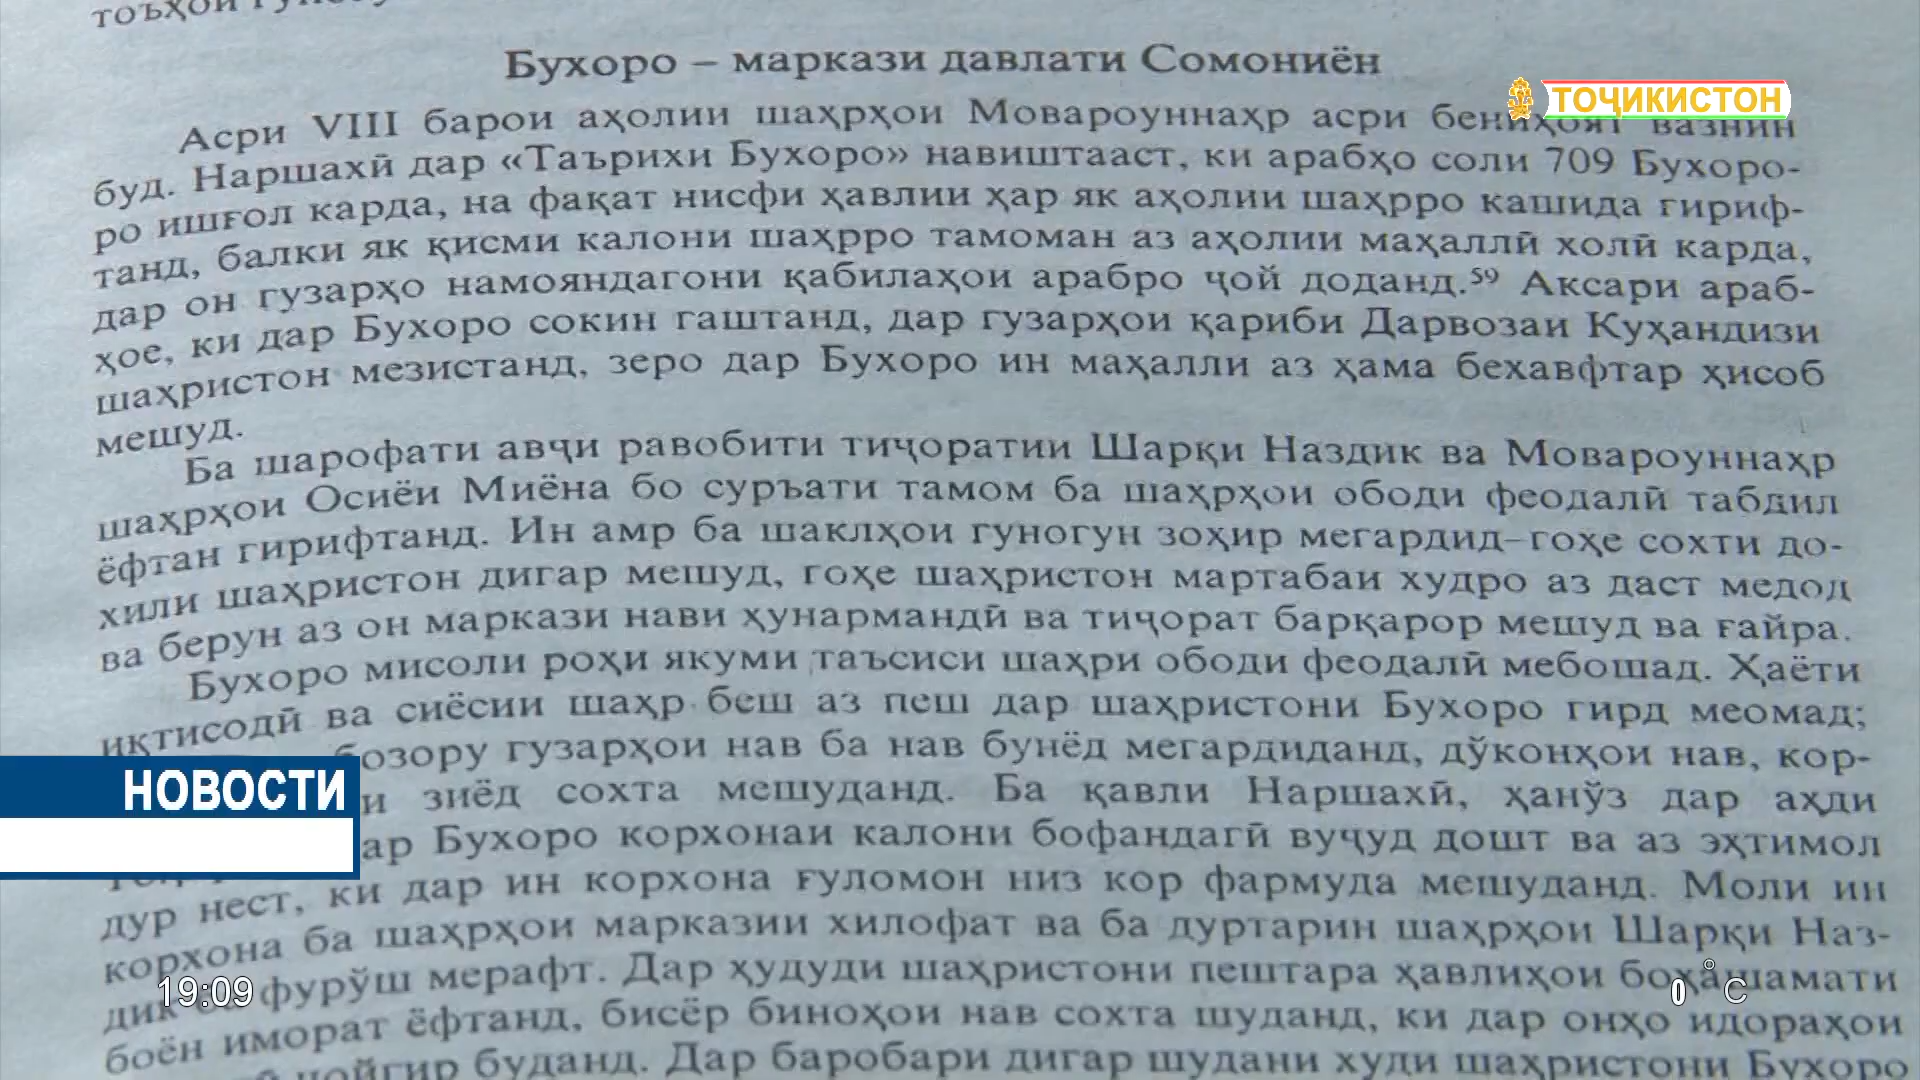 Бухоро – маркази давлати Сомониён
ТОҶИКИСТОН
Асри VIII барои аҳолии шаҳрҳои Мовароуннаҳр асри бениҳоят вазнин
буд. Наршахӣ дар «Таърихи Бухоро» навиштааст, ки арабҳо соли 709 Бухоро-
ро ишғол карда, на фақат нисфи ҳавлии ҳар як аҳолии шаҳрро кашида гириф-
танд, балки як қисми калони шаҳрро тамоман аз аҳолии маҳаллӣ холӣ карда,
дар он гузарҳо намояндагони қабилаҳои арабро ҷой доданд.⁵⁹ Аксари араб-
ҳое, ки дар Бухоро сокин гаштанд, дар гузарҳои қариби Дарвозаи Куҳандизи
шаҳристон мезистанд, зеро дар Бухоро ин маҳалли аз ҳама бехавфтар ҳисоб
мешуд.
Ба шарофати авҷи равобити тиҷоратии Шарқи Наздик ва Мовароуннаҳр
шаҳрҳои Осиёи Миёна бо суръати тамом ба шаҳрҳои ободи феодалӣ табдил
ёфтан гирифтанд. Ин амр ба шаклҳои гуногун зоҳир мегардид–гоҳе сохти до-
хили шаҳристон дигар мешуд, гоҳе шаҳристон мартабаи худро аз даст медод
ва берун аз он маркази нави ҳунармандӣ ва тиҷорат барқарор мешуд ва ғайра.
Бухоро мисоли роҳи якуми таъсиси шаҳри ободи феодалӣ мебошад. Ҳаёти
иқтисодӣ ва сиёсии шаҳр беш аз пеш дар шаҳристони Бухоро гирд меомад;
бозору гузарҳои нав ба нав бунёд мегардиданд, дӯконҳои нав, кор-
и зиёд сохта мешуданд. Ба қавли Наршахӣ, ҳанӯз дар аҳди
ар Бухоро корхонаи калони бофандагӣ вуҷуд дошт ва аз эҳтимол
дур нест, ки дар ин корхона ғуломон низ кор фармуда мешуданд. Моли ин
корхона ба шаҳрҳои марказии хилофат ва ба дуртарин шаҳрҳои Шарқи Наз-
дик ба фурӯш мерафт. Дар ҳудуди шаҳристони пештара ҳавлиҳои боҳашамати
боён иморат ёфтанд, бисёр биноҳои нав сохта шуданд, ки дар онҳо идораҳои
ҷойгир буданд. Дар баробари дигар шудани худи шаҳристони Бухоро
НОВОСТИ
19:09
0 °C